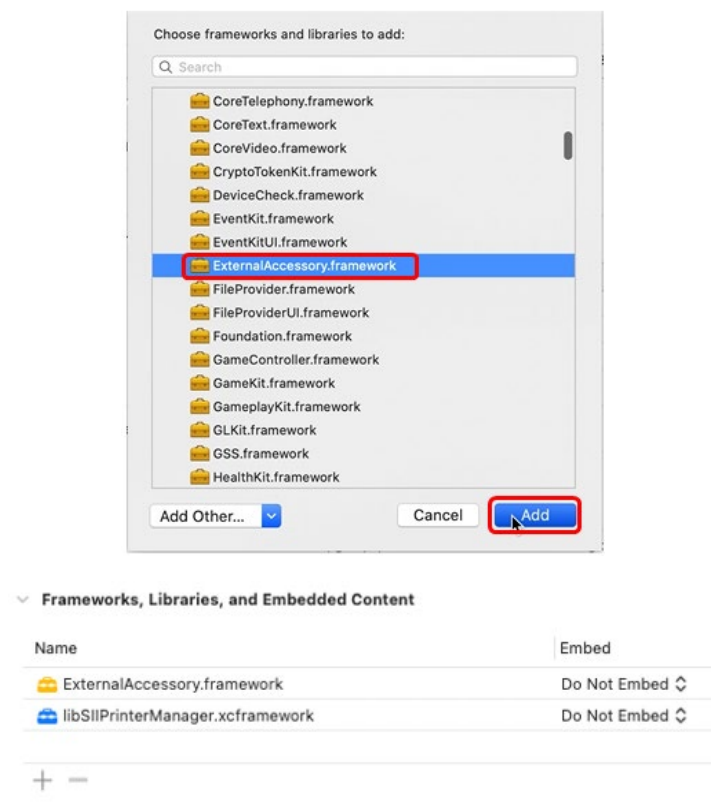 Choose frameworks and libraries to add:
Search
CoreTelephony.framework
CoreText.framework
CoreVideo.framework
CryptoTokenKit.framework
DeviceCheck.framework
EventKit.framework
EventKitUI.framework
ExternalAccessory.framework
FileProvider.framework
FileProviderUI.framework
Foundation.framework
GameController.framework
GameKit.framework
GameplayKit.framework
GLKit.framework
GSS.framework
HealthKit.framework
Add Other... Cancel Add
Frameworks, Libraries, and Embedded Content
Name Embed
ExternalAccessory.framework Do Not Embed
libSIIPrinterManager.xcframework Do Not Embed